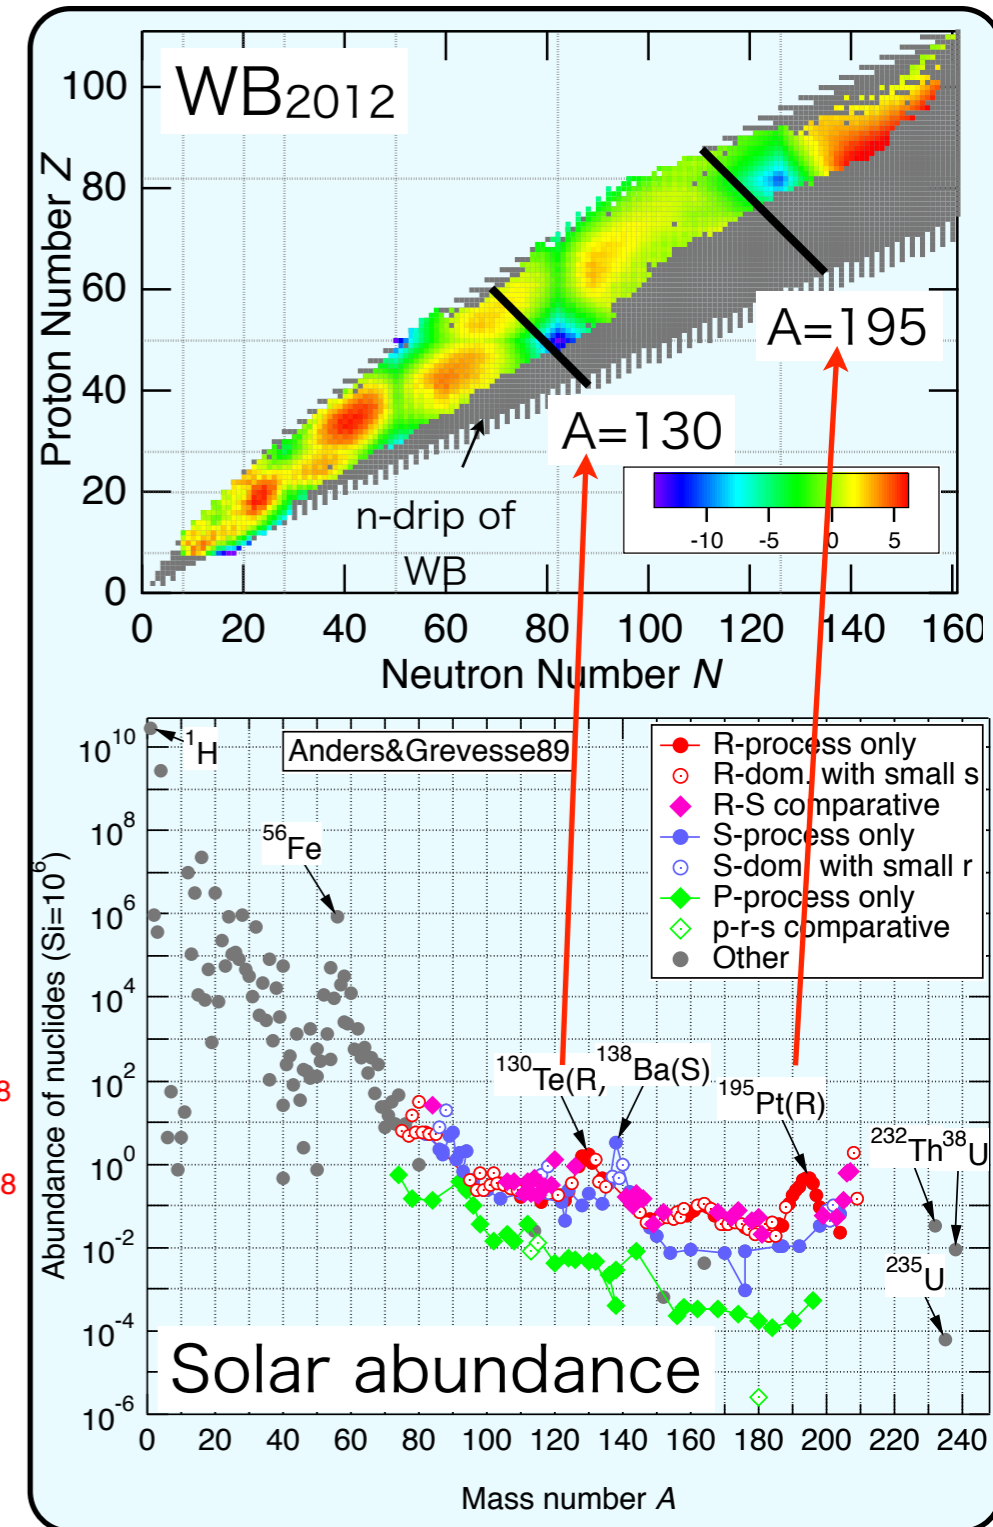 WB2012
Proton Number Z
100
80
60
40
20
0
A=195
A=130
n-drip of
WB
-10 -5 0 5
0 20 40 60 80 100 120 140 160
Neutron Number N
Abundance of nuclides (Si=10^6)
10^10
10^8
10^6
10^4
10^2
10^0
10^-2
10^-4
10^-6
^1H
Anders&Grevesse89
^56Fe
R-process only
R-dom. with small s
R-S comparative
S-process only
S-dom. with small r
P-process only
p-r-s comparative
Other
^130Te(R)
^138Ba(S)
^195Pt(R)
^232Th
^38U
^235U
8
8
Solar abundance
0 20 40 60 80 100 120 140 160 180 200 220 240
Mass number A